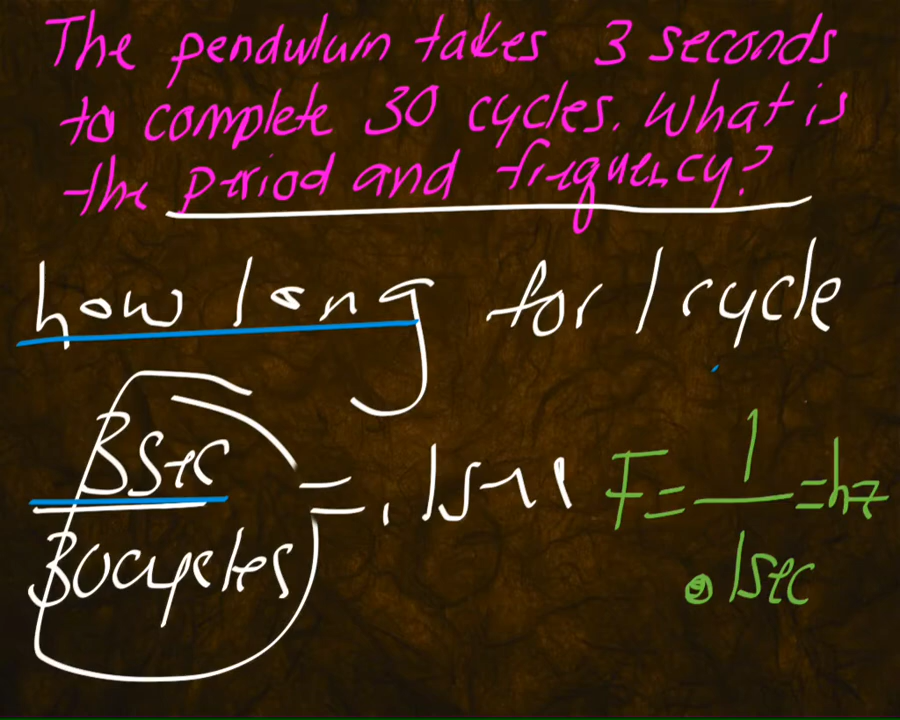 The pendulum takes 3 seconds
to complete 30 cycles. What is
the period and frequency?
how long for 1 cycle
3sec
30cycles
= .1sec F= 1 =hz
.1sec